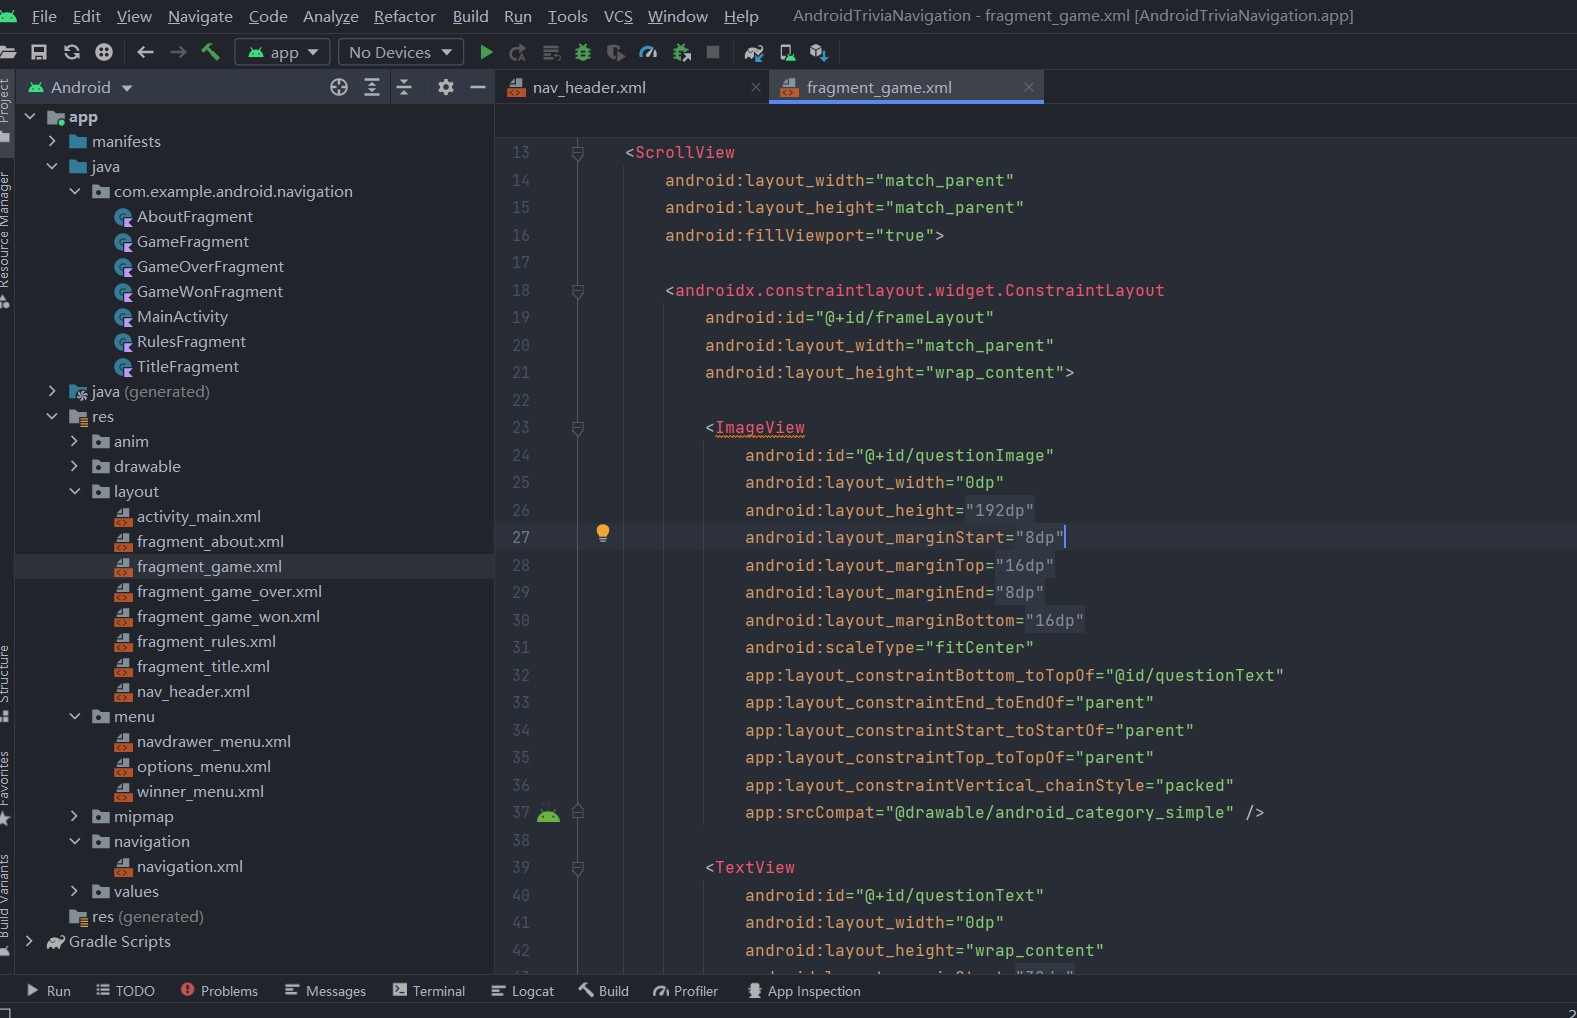 File Edit View Navigate Code Analyze Refactor Build Run Tools VCS Window Help AndroidTriviaNavigation - fragment_game.xml [AndroidTriviaNavigation.app]
app No Devices
Project
Resource Manager
Structure
Favorites
Build Variants
Android
app
manifests
java
com.example.android.navigation
AboutFragment
GameFragment
GameOverFragment
GameWonFragment
MainActivity
RulesFragment
TitleFragment
java (generated)
res
anim
drawable
layout
activity_main.xml
fragment_about.xml
fragment_game.xml
fragment_game_over.xml
fragment_game_won.xml
fragment_rules.xml
fragment_title.xml
nav_header.xml
menu
navdrawer_menu.xml
options_menu.xml
winner_menu.xml
mipmap
navigation
navigation.xml
values
res (generated)
Gradle Scripts
nav_header.xml fragment_game.xml
13 <ScrollView
14 android:layout_width="match_parent"
15 android:layout_height="match_parent"
16 android:fillViewport="true">
17
18 <androidx.constraintlayout.widget.ConstraintLayout
19 android:id="@+id/frameLayout"
20 android:layout_width="match_parent"
21 android:layout_height="wrap_content">
22
23 <ImageView
24 android:id="@+id/questionImage"
25 android:layout_width="0dp"
26 android:layout_height="192dp"
27 android:layout_marginStart="8dp"
28 android:layout_marginTop="16dp"
29 android:layout_marginEnd="8dp"
30 android:layout_marginBottom="16dp"
31 android:scaleType="fitCenter"
32 app:layout_constraintBottom_toTopOf="@id/questionText"
33 app:layout_constraintEnd_toEndOf="parent"
34 app:layout_constraintStart_toStartOf="parent"
35 app:layout_constraintTop_toTopOf="parent"
36 app:layout_constraintVertical_chainStyle="packed"
37 app:srcCompat="@drawable/android_category_simple" />
38
39 <TextView
40 android:id="@+id/questionText"
41 android:layout_width="0dp"
42 android:layout_height="wrap_content"
Run TODO Problems Messages Terminal Logcat Build Profiler App Inspection